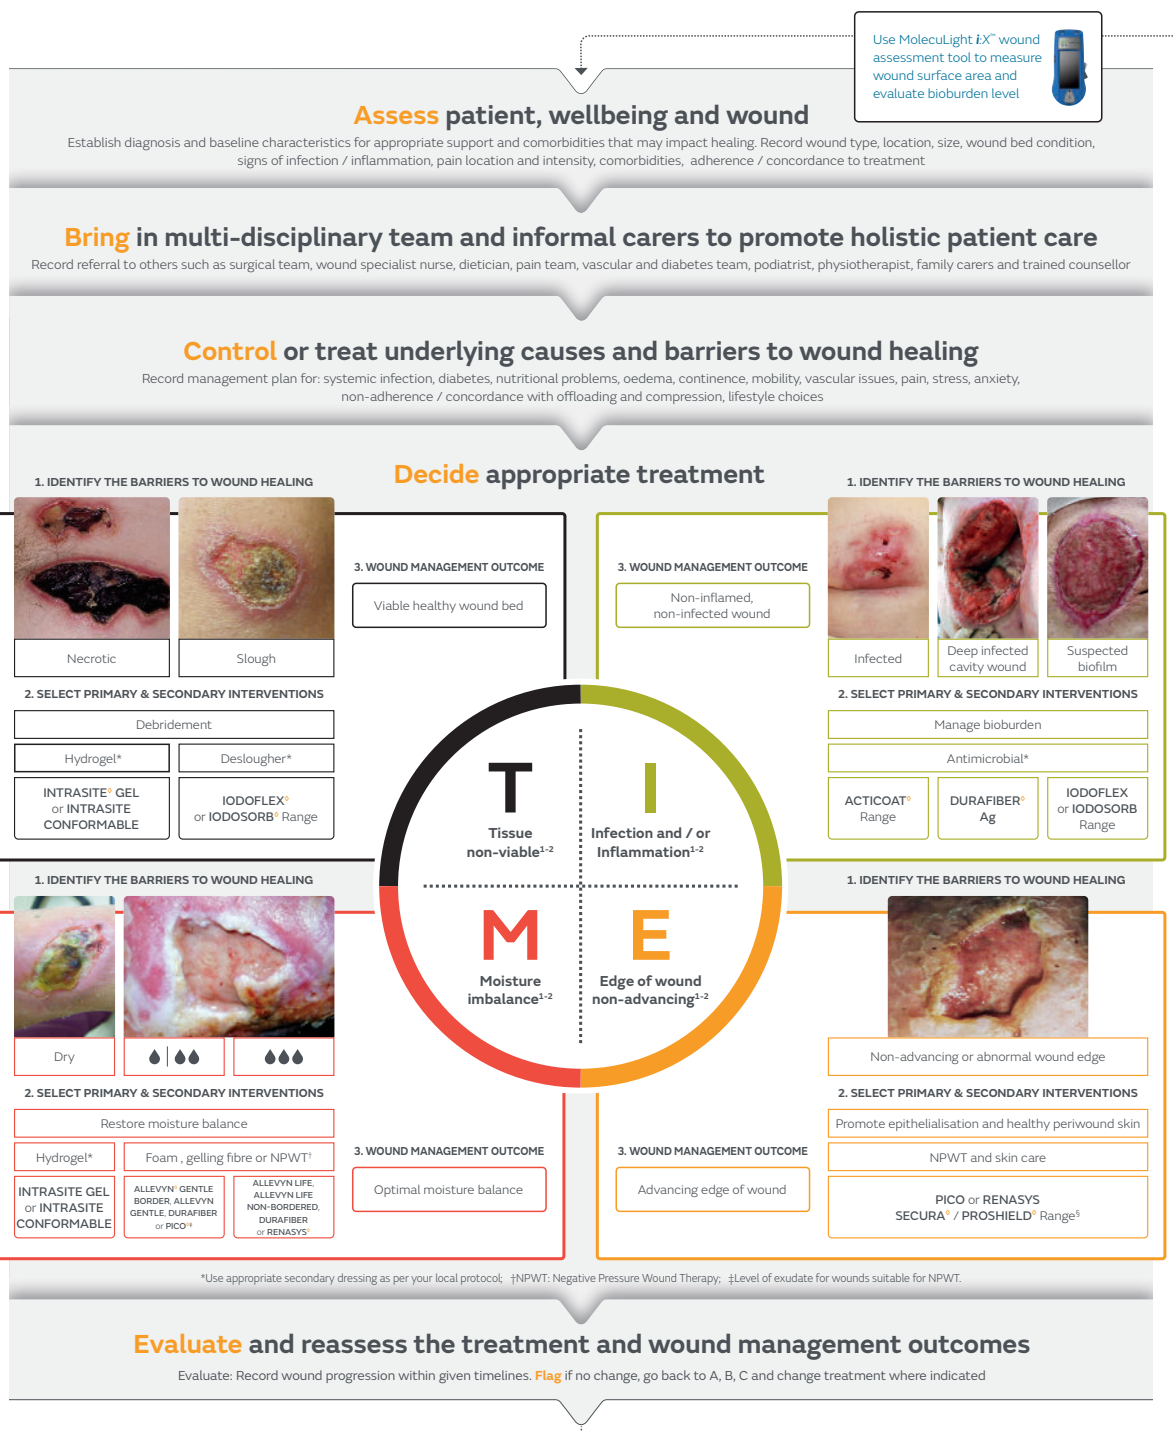 Use MolecuLight i:X™ wound
assessment tool to measure
wound surface area and
evaluate bioburden level
Assess patient, wellbeing and wound
Establish diagnosis and baseline characteristics for appropriate support and comorbidities that may impact healing. Record wound type, location, size, wound bed condition,
signs of infection / inflammation, pain location and intensity, comorbidities, adherence / concordance to treatment
Bring in multi-disciplinary team and informal carers to promote holistic patient care
Record referral to others such as surgical team, wound specialist nurse, dietician, pain team, vascular and diabetes team, podiatrist, physiotherapist, family carers and trained counsellor
Control or treat underlying causes and barriers to wound healing
Record management plan for: systemic infection, diabetes, nutritional problems, oedema, continence, mobility, vascular issues, pain, stress, anxiety,
non-adherence / concordance with offloading and compression, lifestyle choices
Decide appropriate treatment
1. IDENTIFY THE BARRIERS TO WOUND HEALING
Necrotic
Slough
2. SELECT PRIMARY & SECONDARY INTERVENTIONS
Debridement
Hydrogel*
Deslougher*
INTRASITE◊ GEL
or INTRASITE
CONFORMABLE
IODOFLEX◊
or IODOSORB◊ Range
3. WOUND MANAGEMENT OUTCOME
Viable healthy wound bed
3. WOUND MANAGEMENT OUTCOME
Non-inflamed,
non-infected wound
1. IDENTIFY THE BARRIERS TO WOUND HEALING
Infected
Deep infected
cavity wound
Suspected
biofilm
2. SELECT PRIMARY & SECONDARY INTERVENTIONS
Manage bioburden
Antimicrobial*
ACTICOAT◊
Range
DURAFIBER◊
Ag
IODOFLEX
or IODOSORB
Range
T
Tissue
non-viable1-2
I
Infection and / or
Inflammation1-2
M
Moisture
imbalance1-2
E
Edge of wound
non-advancing1-2
1. IDENTIFY THE BARRIERS TO WOUND HEALING
Dry
2. SELECT PRIMARY & SECONDARY INTERVENTIONS
Restore moisture balance
Hydrogel*
Foam , gelling fibre or NPWT†
INTRASITE GEL
or INTRASITE
CONFORMABLE
ALLEVYN◊ GENTLE
BORDER, ALLEVYN
GENTLE, DURAFIBER
or PICO◊‡
ALLEVYN LIFE,
ALLEVYN LIFE
NON-BORDERED,
DURAFIBER
or RENASYS◊
3. WOUND MANAGEMENT OUTCOME
Optimal moisture balance
3. WOUND MANAGEMENT OUTCOME
Advancing edge of wound
1. IDENTIFY THE BARRIERS TO WOUND HEALING
Non-advancing or abnormal wound edge
2. SELECT PRIMARY & SECONDARY INTERVENTIONS
Promote epithelialisation and healthy periwound skin
NPWT and skin care
PICO or RENASYS
SECURA◊ / PROSHIELD◊ Range§
*Use appropriate secondary dressing as per your local protocol; †NPWT: Negative Pressure Wound Therapy; ‡Level of exudate for wounds suitable for NPWT.
Evaluate and reassess the treatment and wound management outcomes
Evaluate: Record wound progression within given timelines. Flag if no change, go back to A, B, C and change treatment where indicated